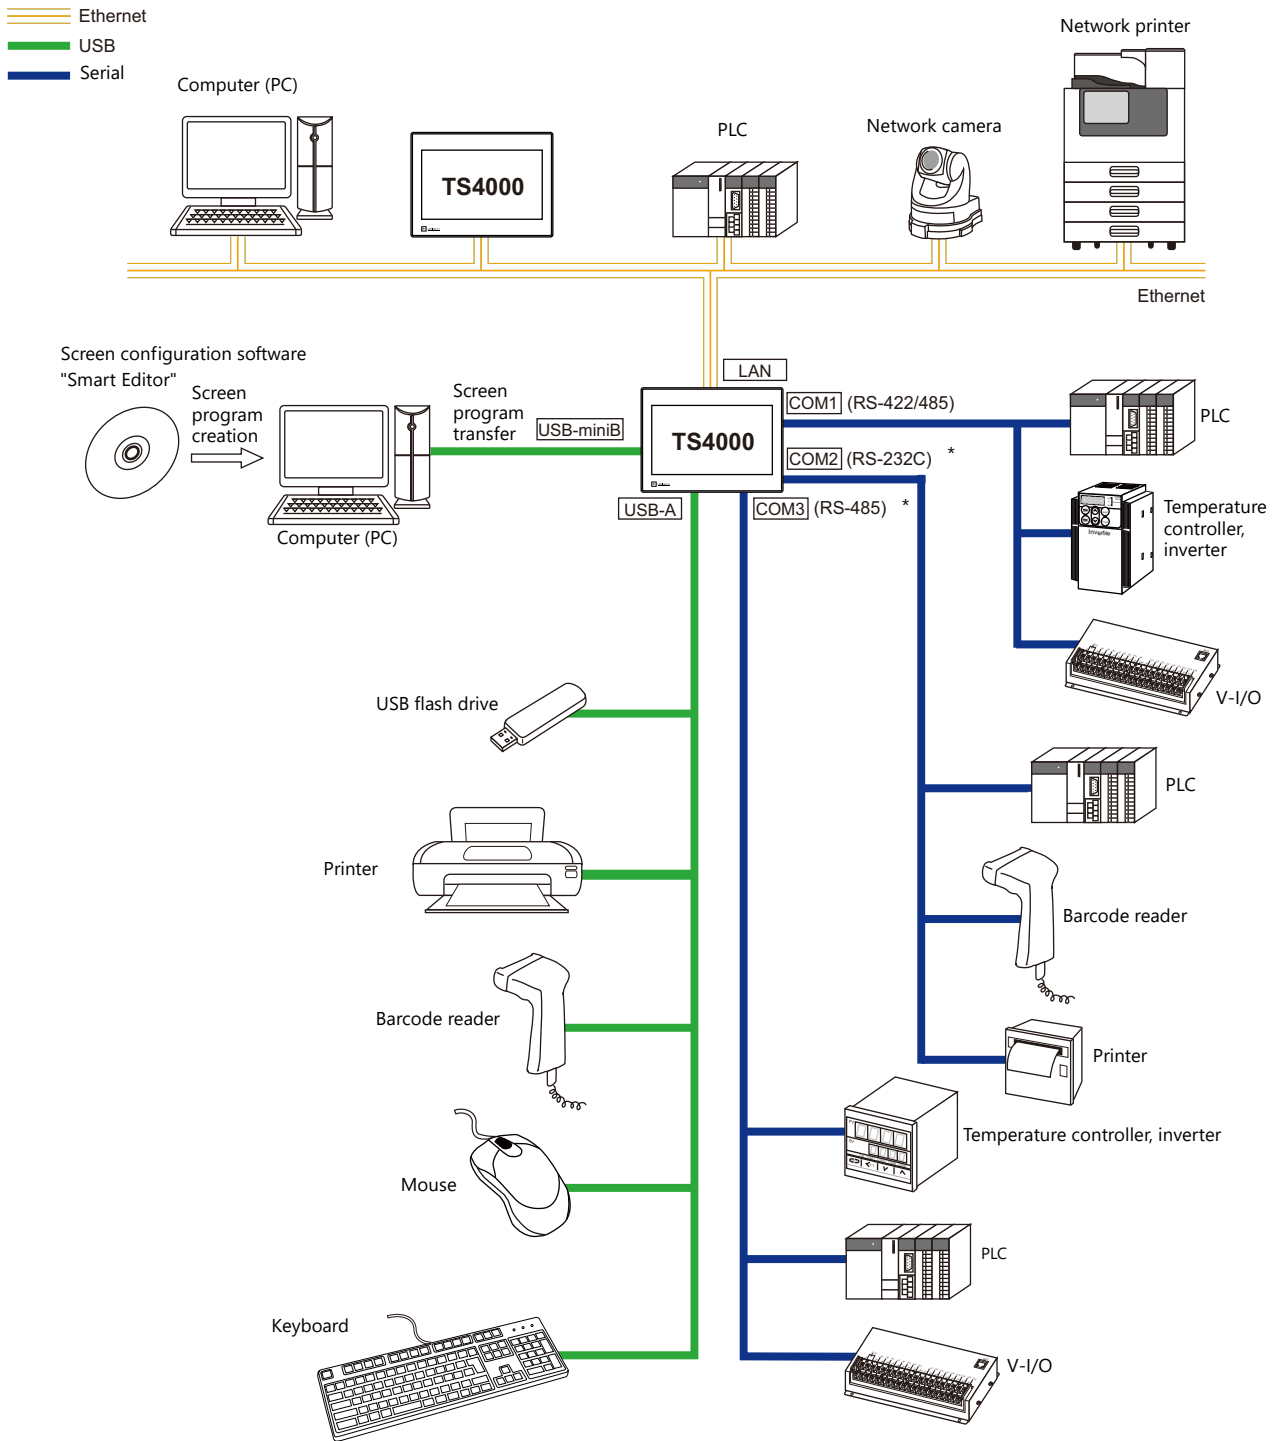 Ethernet
USB
Serial
Network printer
Computer (PC)
PLC
Network camera
TS4000
Ethernet
Screen configuration software
"Smart Editor"
Screen
program
creation
Screen
program
transfer
USB-miniB
LAN
TS4000
COM1 (RS-422/485)
COM2 (RS-232C) *
USB-A
COM3 (RS-485) *
Computer (PC)
PLC
Inverter
Temperature
controller,
inverter
V-I/O
USB flash drive
PLC
Printer
Barcode reader
Barcode reader
Printer
Temperature controller, inverter
Mouse
PLC
Keyboard
V-I/O